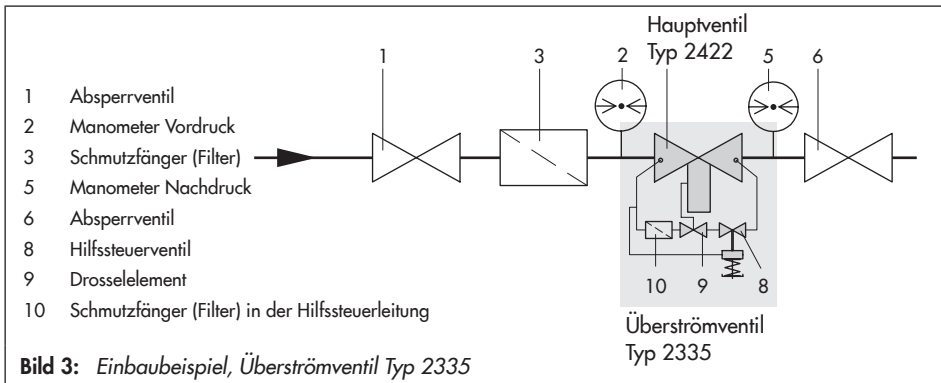 Hauptventil
Typ 2422
1
3
2
5
6
1 Absperrventil
2 Manometer Vordruck
3 Schmutzfänger (Filter)
5 Manometer Nachdruck
6 Absperrventil
8 Hilfssteuerventil
9 Drosselelement
10 Schmutzfänger (Filter) in der Hilfssteuerleitung
10
9
8
Überströmventil
Typ 2335
Bild 3: Einbaubeispiel, Überströmventil Typ 2335